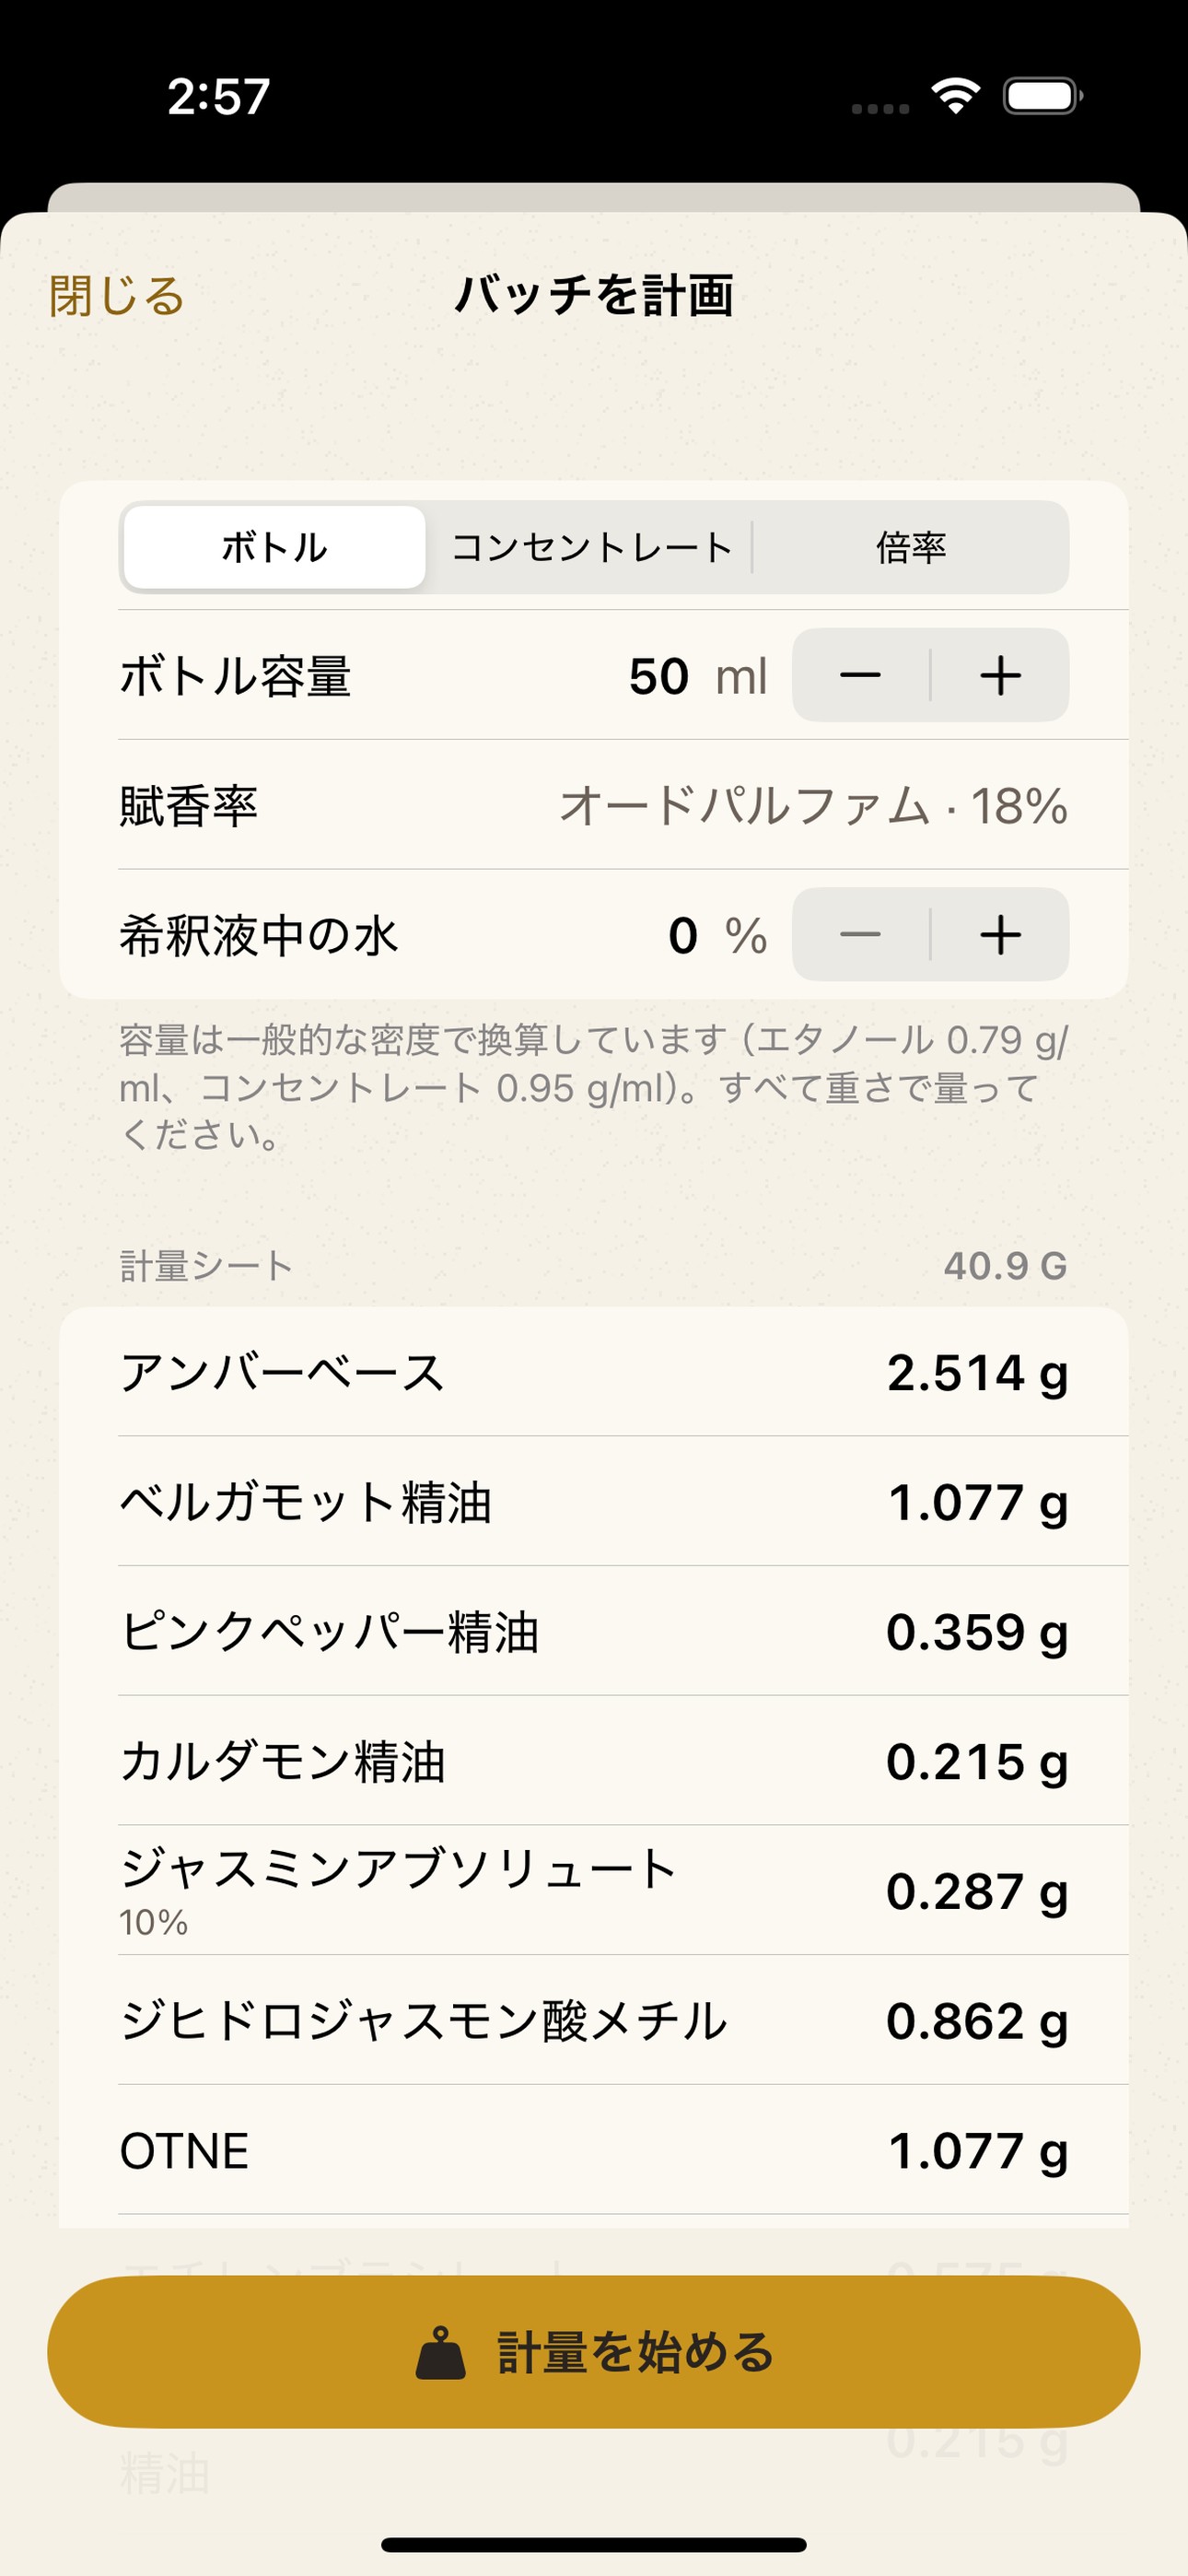 2:57
閉じる
バッチを計画
ボトル
コンセントレート
倍率
ボトル容量
50 ml
賦香率
オードパルファム · 18%
希釈液中の水
0 %
容量は一般的な密度で換算しています（エタノール 0.79 g/
ml、コンセントレート 0.95 g/ml）。すべて重さで量って
ください。
計量シート
40.9 G
アンバーベース
2.514 g
ベルガモット精油
1.077 g
ピンクペッパー精油
0.359 g
カルダモン精油
0.215 g
ジャスミンアブソリュート
10%
0.287 g
ジヒドロジャスモン酸メチル
0.862 g
OTNE
1.077 g
計量を始める
0.215 g
精油